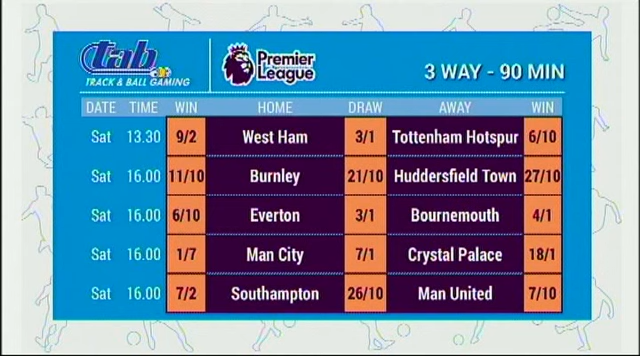 tab
TRACK & BALL GAMING
Premier
League
3 WAY - 90 MIN
DATE TIME WIN HOME DRAW AWAY WIN
Sat 13.30 9/2 West Ham 3/1 Tottenham Hotspur 6/10
Sat 16.00 11/10 Burnley 21/10 Huddersfield Town 27/10
Sat 16.00 6/10 Everton 3/1 Bournemouth 4/1
Sat 16.00 1/7 Man City 7/1 Crystal Palace 18/1
Sat 16.00 7/2 Southampton 26/10 Man United 7/10